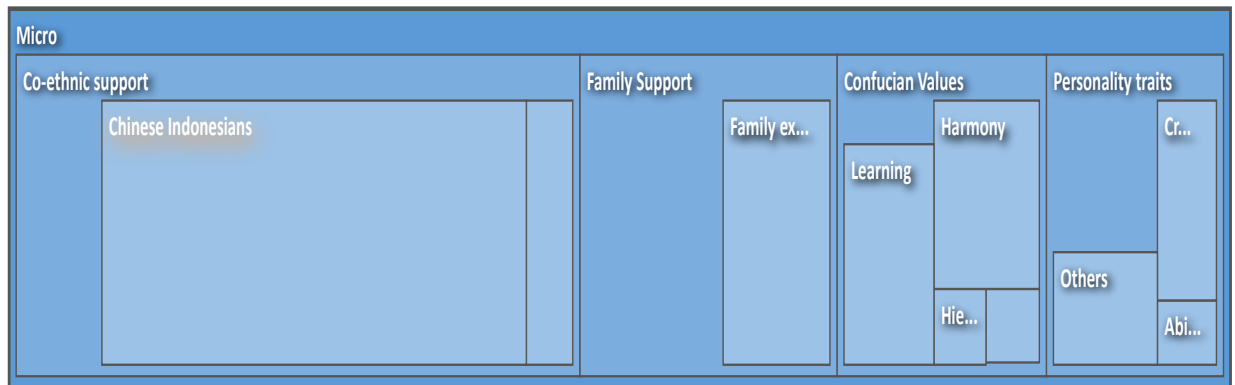 Micro
Co-ethnic support
Family Support
Confucian Values
Personality traits
Chinese Indonesians
Family ex...
Harmony
Cr...
Learning
Others
Hie...
Abi...